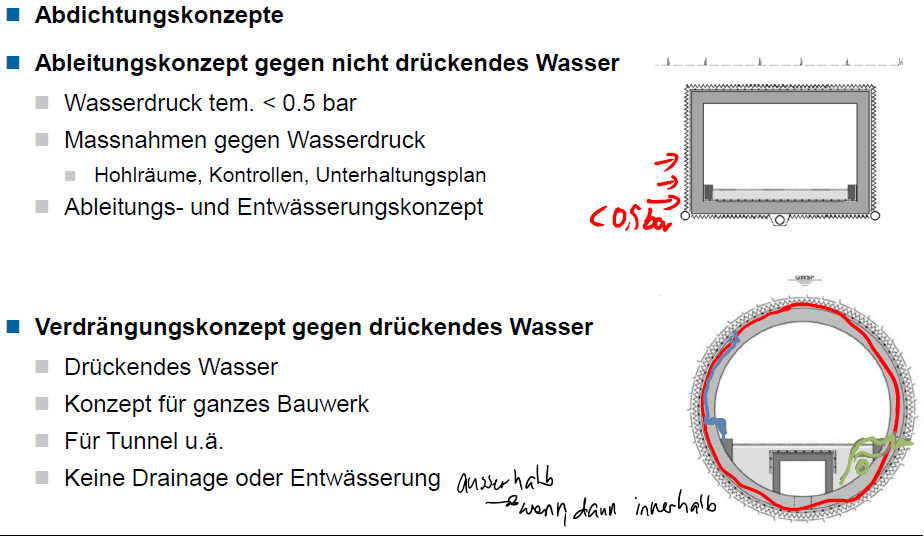 Abdichtungskonzepte
Ableitungskonzept gegen nicht drückendes Wasser
Wasserdruck tem. < 0.5 bar
Massnahmen gegen Wasserdruck
Hohlräume, Kontrollen, Unterhaltungsplan
Ableitungs- und Entwässerungskonzept
< 0,5 bar
GWSP
Verdrängungskonzept gegen drückendes Wasser
Drückendes Wasser
Konzept für ganzes Bauwerk
Für Tunnel u.ä.
Keine Drainage oder Entwässerung ausserhalb
→ wenn, dann innerhalb